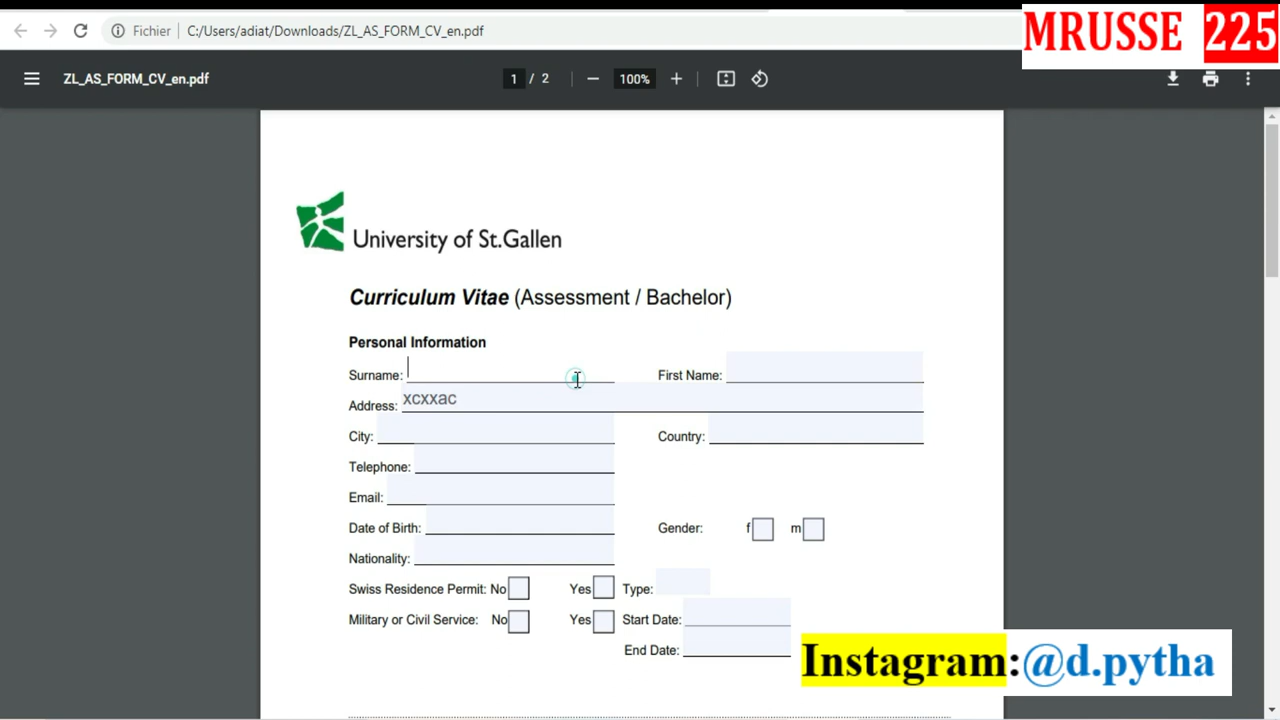 Fichier C:/Users/adiat/Downloads/ZL_AS_FORM_CV_en.pdf
MRUSSE 225
ZL_AS_FORM_CV_en.pdf 1 / 2 100%
University of St.Gallen
Curriculum Vitae (Assessment / Bachelor)
Personal Information
Surname: First Name:
Address: xcxxac
City: Country:
Telephone:
Email:
Date of Birth: Gender: f m
Nationality:
Swiss Residence Permit: No Yes Type:
Military or Civil Service: No Yes Start Date:
End Date:
Instagram:@d.pytha